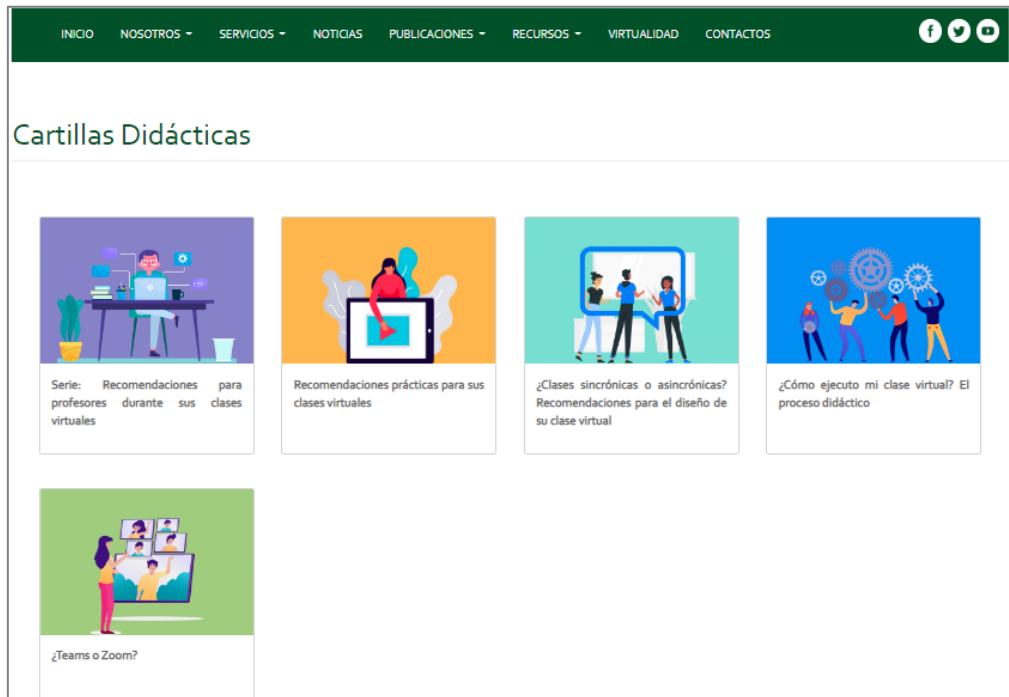 INICIO NOSOTROS SERVICIOS NOTICIAS PUBLICACIONES RECURSOS VIRTUALIDAD CONTACTOS
Cartillas Didácticas
Serie: Recomendaciones para
profesores durante sus clases
virtuales
Recomendaciones prácticas para sus
clases virtuales
¿Clases sincrónicas o asincrónicas?
Recomendaciones para el diseño de
su clase virtual
¿Cómo ejecuto mi clase virtual? El
proceso didáctico
¿Teams o Zoom?